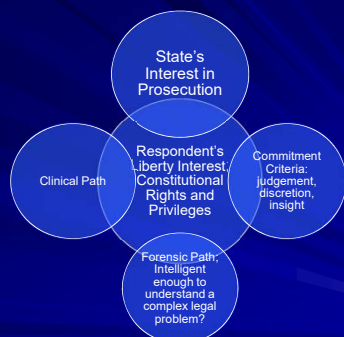 State's
Interest in
Prosecution
Respondent's
Liberty Interest;
Constitutional
Rights and
Privileges
Clinical Path
Commitment
Criteria:
judgement,
discretion,
insight
Forensic Path;
Intelligent
enough to
understand a
complex legal
problem?